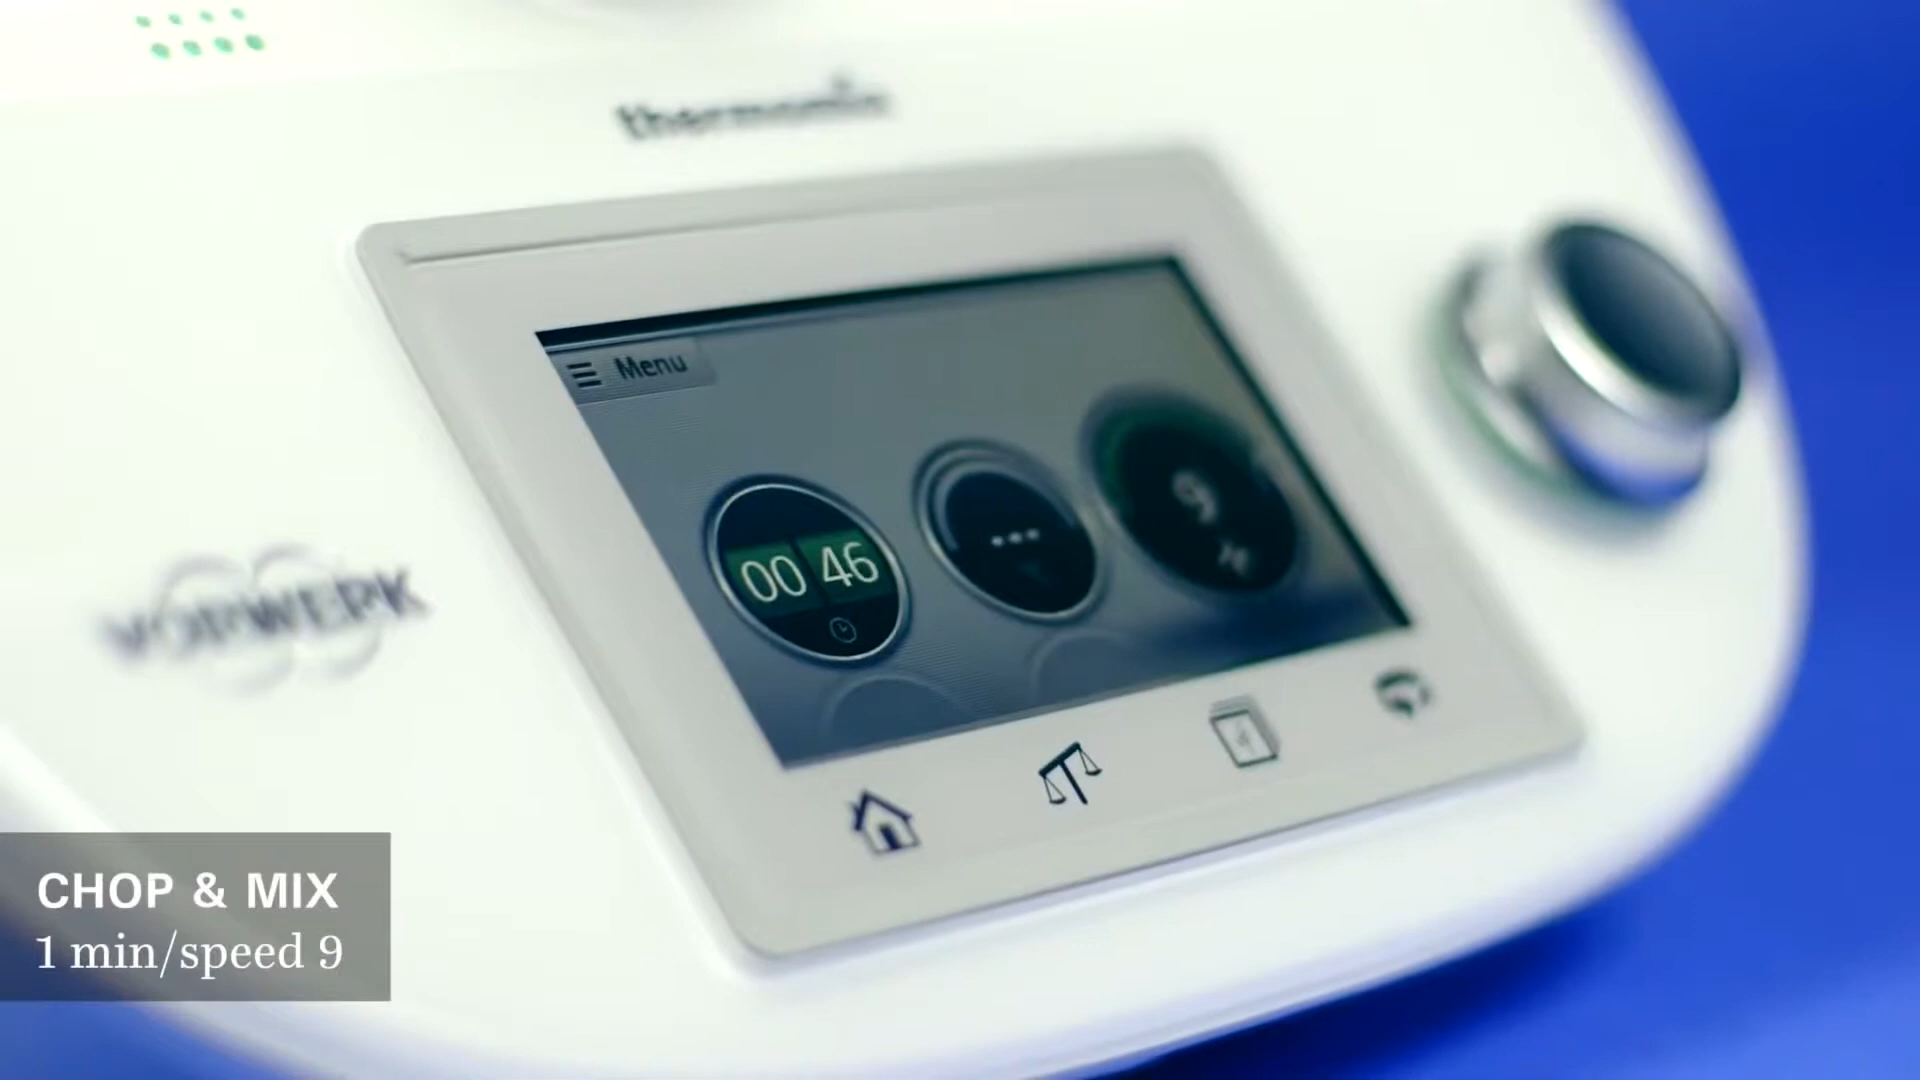 thermomix
Menu
00 46
...
9
VORWERK
CHOP & MIX
1 min/speed 9